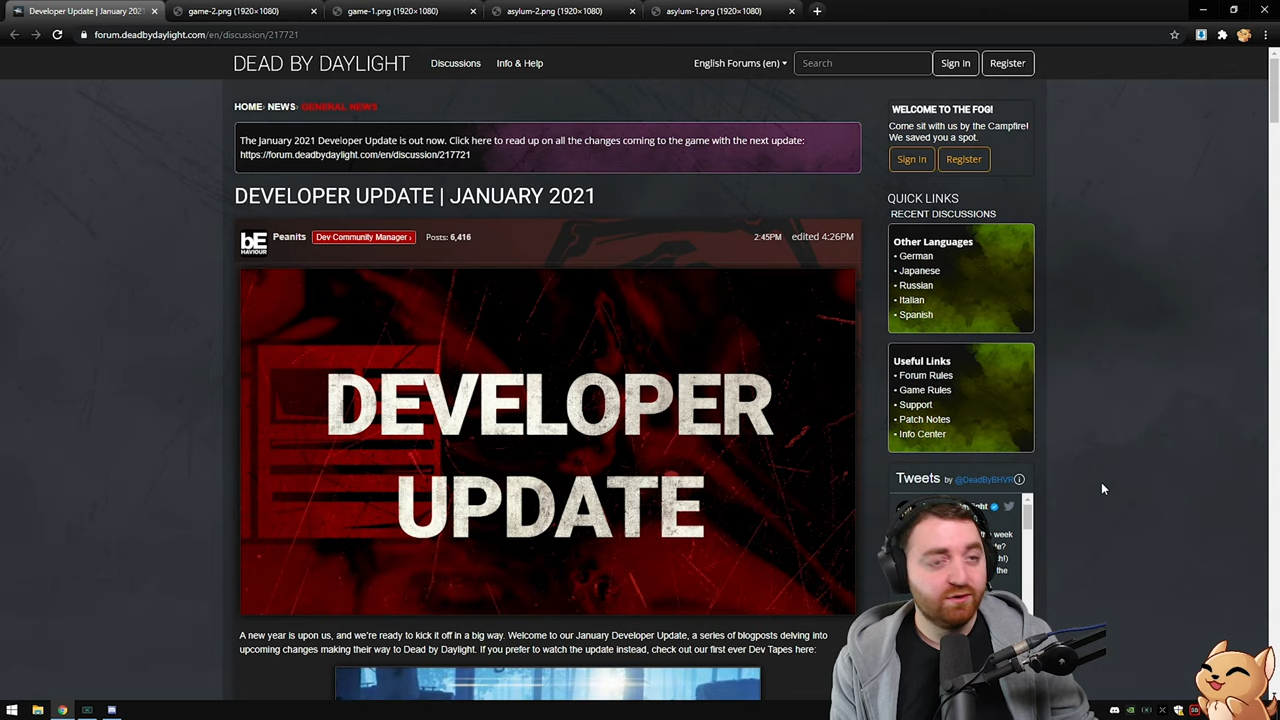 Developer Update | January 2021
game-2.png (1920×1080)
game-1.png (1920×1080)
asylum-2.png (1920×1080)
asylum-1.png (1920×1080)
forum.deadbydaylight.com/en/discussion/217721
DEAD BY DAYLIGHT
Discussions
Info & Help
English Forums (en)
Search
Sign In
Register
HOME› NEWS› GENERAL NEWS
The January 2021 Developer Update is out now. Click here to read up on all the changes coming to the game with the next update:
https://forum.deadbydaylight.com/en/discussion/217721
DEVELOPER UPDATE | JANUARY 2021
bE
HAVIOUR
Peanits
Dev Community Manager ›
Posts: 6,416
2:45PM
edited 4:26PM
DEVELOPER
UPDATE
A new year is upon us, and we're ready to kick it off in a big way. Welcome to our January Developer Update, a series of blogposts delving into
upcoming changes making their way to Dead by Daylight. If you prefer to watch the update instead, check out our first ever Dev Tapes here:
WELCOME TO THE FOG!
Come sit with us by the Campfire!
We saved you a spot.
Sign In
Register
QUICK LINKS
RECENT DISCUSSIONS
Other Languages
• German
• Japanese
• Russian
• Italian
• Spanish
Useful Links
• Forum Rules
• Game Rules
• Support
• Patch Notes
• Info Center
Tweets by @DeadByBHVR